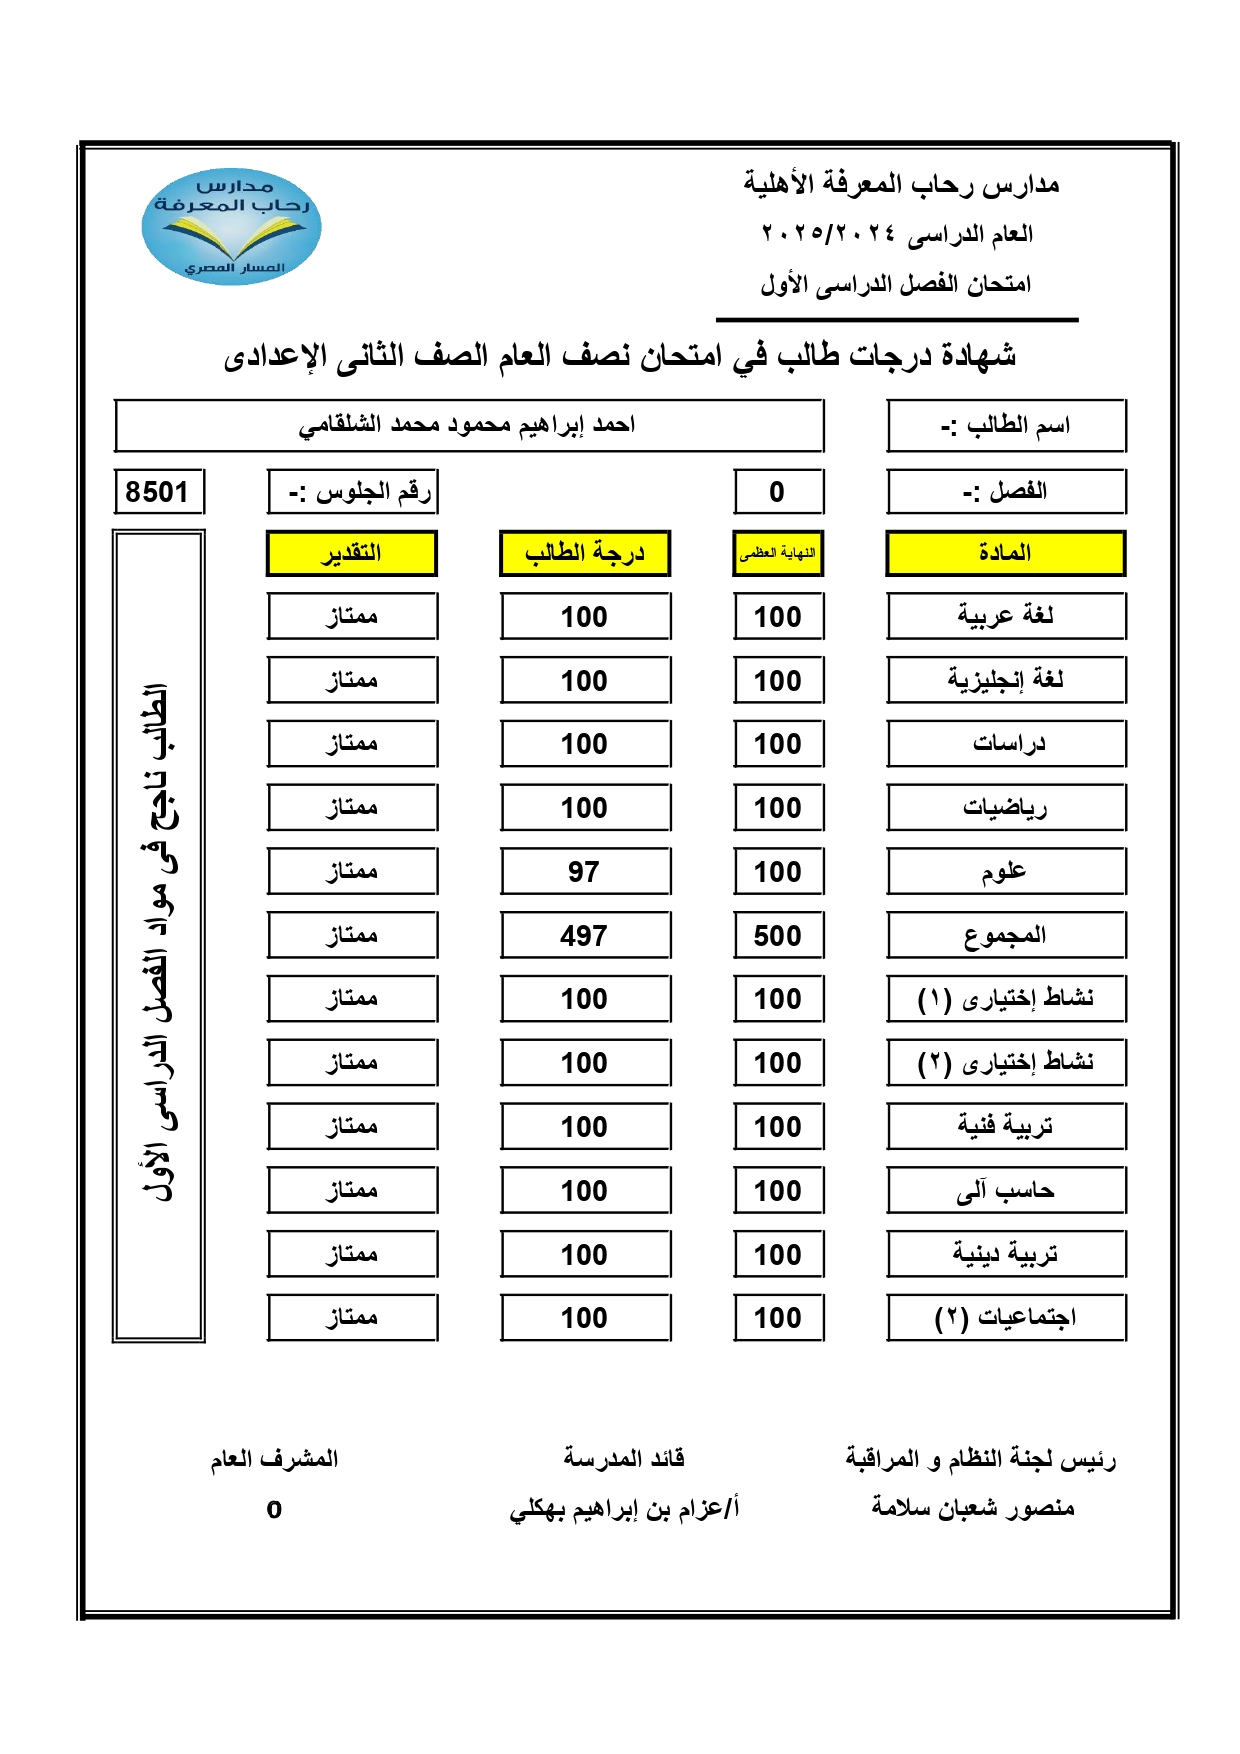 مدارس رحاب المعرفة الأهلية
العام الدراسى ٢٠٢٥/٢٠٢٤
امتحان الفصل الدراسى الأول
مدارس
رحاب المعرفة
المسار المصري
شهادة درجات طالب في امتحان نصف العام الصف الثانى الإعدادى
اسم الطالب :- احمد إبراهيم محمود محمد الشلقامي
الفصل :- 0 رقم الجلوس :- 8501
المادة النهاية العظمى درجة الطالب التقدير
لغة عربية 100 100 ممتاز
لغة إنجليزية 100 100 ممتاز
دراسات 100 100 ممتاز
رياضيات 100 100 ممتاز
علوم 100 97 ممتاز
المجموع 500 497 ممتاز
نشاط إختيارى (١) 100 100 ممتاز
نشاط إختيارى (٢) 100 100 ممتاز
تربية فنية 100 100 ممتاز
حاسب آلى 100 100 ممتاز
تربية دينية 100 100 ممتاز
اجتماعيات (٢) 100 100 ممتاز
الطالب ناجح فى مواد الفصل الدراسى الأول
رئيس لجنة النظام و المراقبة قائد المدرسة المشرف العام
منصور شعبان سلامة أ/عزام بن إبراهيم بهكلي 0